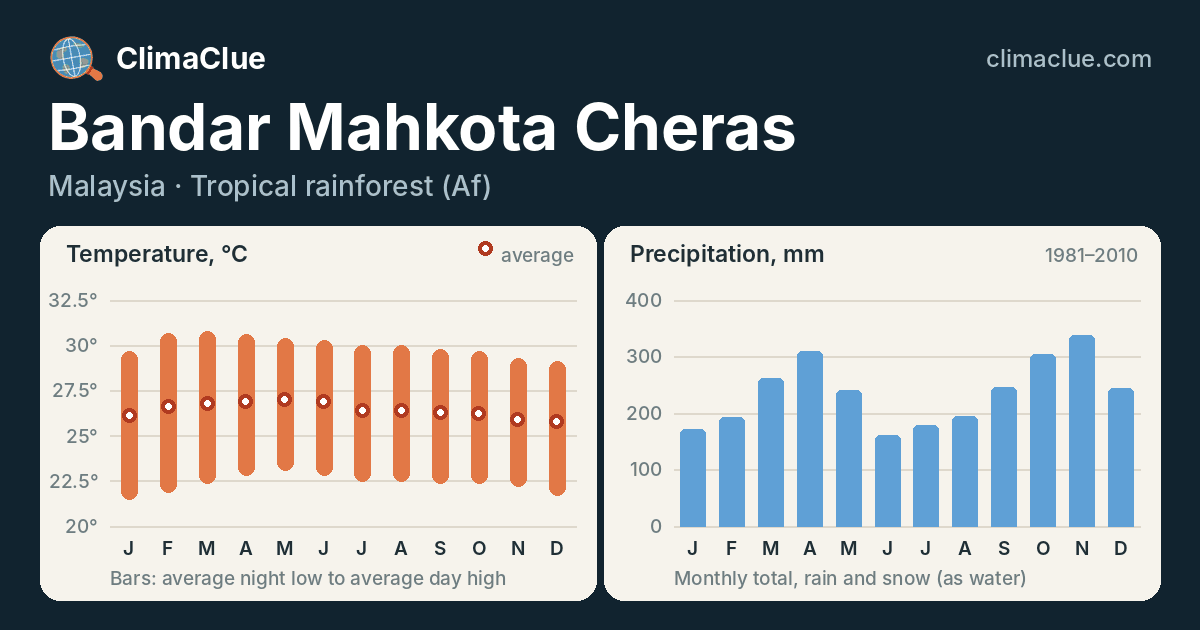 ClimaClue
climaclue.com
Bandar Mahkota Cheras
Malaysia · Tropical rainforest (Af)
Temperature, °C
average
32.5°
30°
27.5°
25°
22.5°
20°
J F M A M J J A S O N D
Bars: average night low to average day high
Precipitation, mm
1981–2010
400
300
200
100
0
J F M A M J J A S O N D
Monthly total, rain and snow (as water)